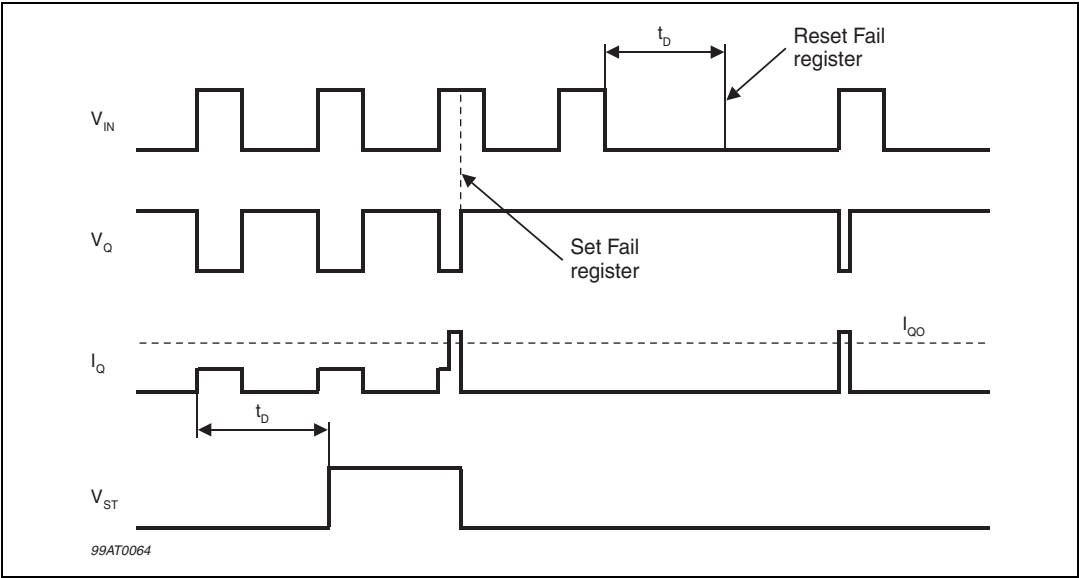 t_D
Reset Fail
register
V_IN
V_Q
Set Fail
register
I_QO
I_Q
t_D
V_ST
99AT0064